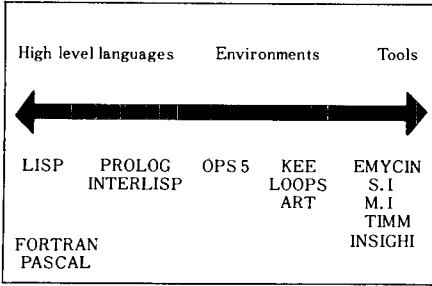 High level languages Environments Tools
LISP PROLOG OPS 5 KEE EMYCIN
INTERLISP LOOPS S.I
ART M.I
TIMM
FORTRAN INSIGHI
PASCAL